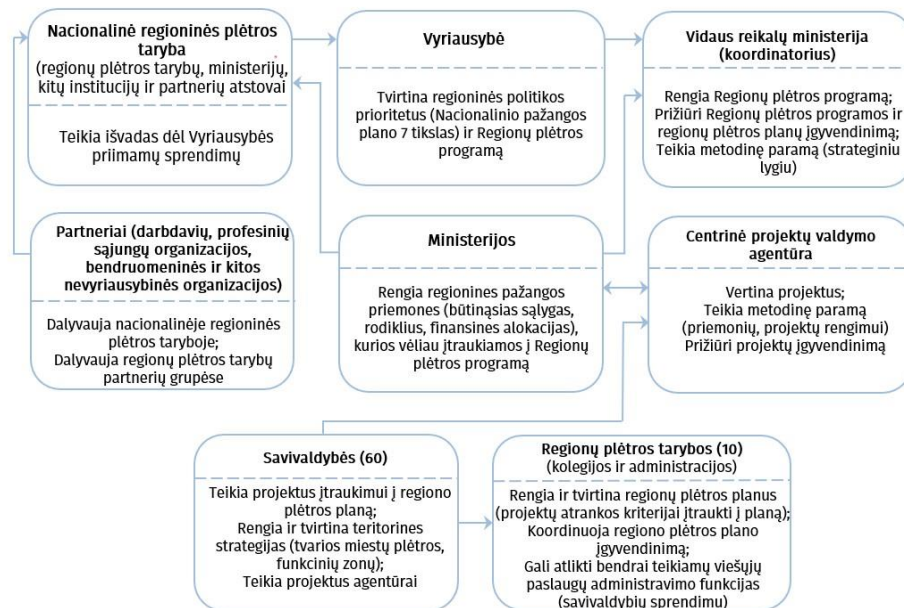 Nacionalinė regioninės plėtros
taryba
(regionų plėtros tarybų, ministerijų,
kitų institucijų ir partnerių atstovai
Teikia išvadas dėl Vyriausybės
priimamų sprendimų
Vyriausybė
Tvirtina regioninės politikos
prioritetus (Nacionalinio pažangos
plano 7 tikslas) ir Regionų plėtros
programą
Vidaus reikalų ministerija
(koordinatorius)
Rengia Regionų plėtros programą;
Prižiūri Regionų plėtros programos ir
regionų plėtros planų įgyvendinimą;
Teikia metodinę paramą (strateginiu
lygiu)
Partneriai (darbdavių, profesinių
sąjungų organizacijos,
bendruomeninės ir kitos
nevyriausybinės organizacijos)
Dalyvauja nacionalinėje regioninės
plėtros taryboje;
Dalyvauja regionų plėtros tarybų
partnerių grupėse
Ministerijos
Rengia regionines pažangos
priemones (būtinąsias sąlygas,
rodiklius, finansines alokacijas),
kurios vėliau įtraukiamos į Regionų
plėtros programą
Centrinė projektų valdymo
agentūra
Vertina projektus;
Teikia metodinę paramą
(priemonių, projektų rengimui)
Prižiūri projektų įgyvendinimą
Savivaldybės (60)
Teikia projektus įtraukimui į regiono
plėtros planą;
Rengia ir tvirtina teritorines
strategijas (tvarios miestų plėtros,
funkcinių zonų);
Teikia projektus agentūrai
Regionų plėtros tarybos (10)
(kolegijos ir administracijos)
Rengia ir tvirtina regionų plėtros planus
(projektų atrankos kriterijai įtraukti į planą);
Koordinuoja regiono plėtros plano
įgyvendinimą;
Gali atlikti bendrai teikiamų viešųjų
paslaugų administravimo funkcijas
(savivaldybių sprendimu)